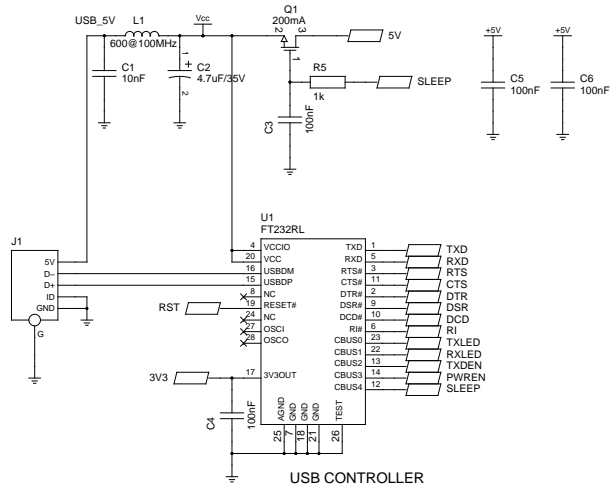 USB_5V
L1
600@100MHz
Vcc
Q1
200mA
2
3
1
5V
+5V
+5V
C1
10nF
1
+
C2
4.7uF/35V
2
R5
1k
SLEEP
C5
100nF
C6
100nF
C3
100nF
U1
FT232RL
J1
5V
D−
D+
ID
GND
G
4 VCCIO
20 VCC
16 USBDM
15 USBDP
8 NC
RST
19 RESET#
24 NC
27 OSCI
28 OSCO
3V3
17 3V3OUT
TXD 1 TXD
RXD 5 RXD
RTS# 3 RTS
CTS# 11 CTS
DTR# 2 DTR
DSR# 9 DSR
DCD# 10 DCD
RI# 6 RI
CBUS0 23 TXLED
CBUS1 22 RXLED
CBUS2 13 TXDEN
CBUS3 14 PWREN
CBUS4 12 SLEEP
C4
100nF
AGND
GND
GND
GND
TEST
25
7
18
21
26
USB CONTROLLER